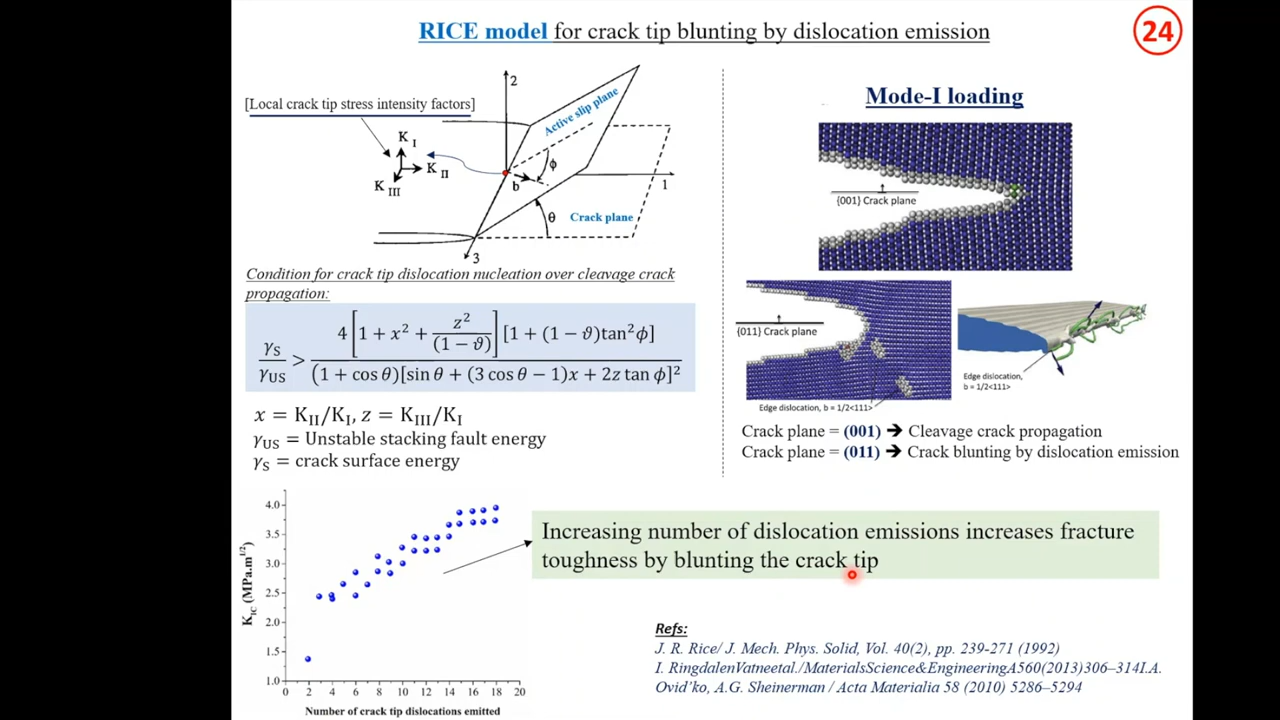 RICE model for crack tip blunting by dislocation emission
24
[Local crack tip stress intensity factors]
2
Active slip plane
K I
K II
K III
ϕ
b
1
θ
Crack plane
3
Condition for crack tip dislocation nucleation over cleavage crack
propagation:
γS/γUS > 4[1 + x² + z²/(1 − ϑ)][1 + (1 − ϑ)tan²ϕ] / (1 + cos θ)[sin θ + (3 cos θ − 1)x + 2z tan ϕ]²
x = KII/KI, z = KIII/KI
γUS = Unstable stacking fault energy
γS = crack surface energy
Mode-I loading
{001} Crack plane
{011} Crack plane
Edge dislocation, b = 1/2<111>
Edge dislocation,
b = 1/2<111>
Crack plane = (001) ➔ Cleavage crack propagation
Crack plane = (011) ➔ Crack blunting by dislocation emission
KIC (MPa.m1/2)
4.0
3.5
3.0
2.5
2.0
1.5
1.0
0 2 4 6 8 10 12 14 16 18 20
Number of crack tip dislocations emitted
Increasing number of dislocation emissions increases fracture
toughness by blunting the crack tip
Refs:
J. R. Rice/ J. Mech. Phys. Solid, Vol. 40(2), pp. 239-271 (1992)
I. RingdalenVatneetal./MaterialsScience&EngineeringA560(2013)306–314I.A.
Ovid'ko, A.G. Sheinerman / Acta Materialia 58 (2010) 5286–5294